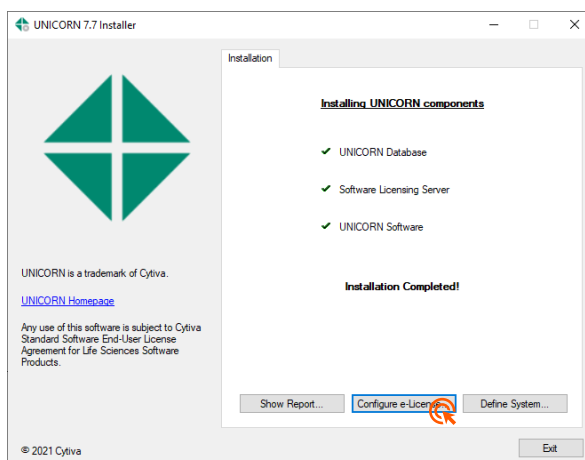 UNICORN 7.7 Installer
Installation
Installing UNICORN components
UNICORN Database
Software Licensing Server
UNICORN Software
Installation Completed!
UNICORN is a trademark of Cytiva.
UNICORN Homepage
Any use of this software is subject to Cytiva
Standard Software End-User License
Agreement for Life Sciences Software
Products.
Show Report... Configure e-License... Define System...
© 2021 Cytiva
Exit